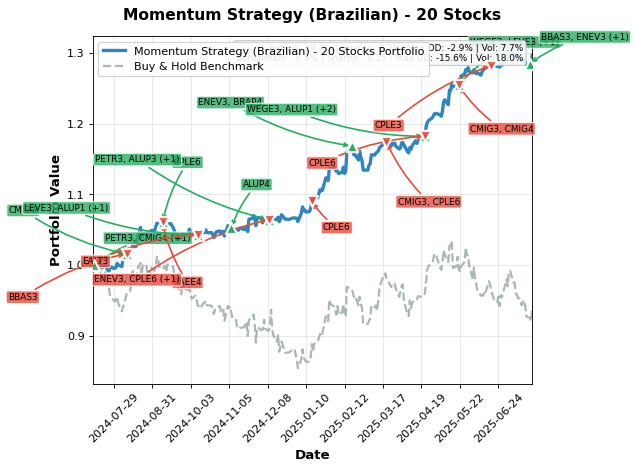 Momentum Strategy (Brazilian) - 20 Stocks
Momentum Strategy (Brazilian) - 20 Stocks Portfolio
Buy & Hold Benchmark
DD: -2.9% | Vol: 7.7%
Max DD: -15.6% | Vol: 18.0%
BBAS3, ENEV3 (+1)
ENEV3, BRAP4
WEGE3, ALUP1 (+2)
CPLE3
CMIG3, CMIG4
PETR3, ALUP3 (+1)
CPLE6
ALUP4
CMIG3, CPLE6
LEVE3, ALUP1 (+1)
CPLE6
PETR3, CMIG4 (+1)
EALT3
ENEV3, CPLE6 (+1)
BBAS3
Portfolio Value
1.3
1.2
1.1
1.0
0.9
2024-07-29
2024-08-31
2024-10-03
2024-11-05
2024-12-08
2025-01-10
2025-02-12
2025-03-17
2025-04-19
2025-05-22
2025-06-24
Date